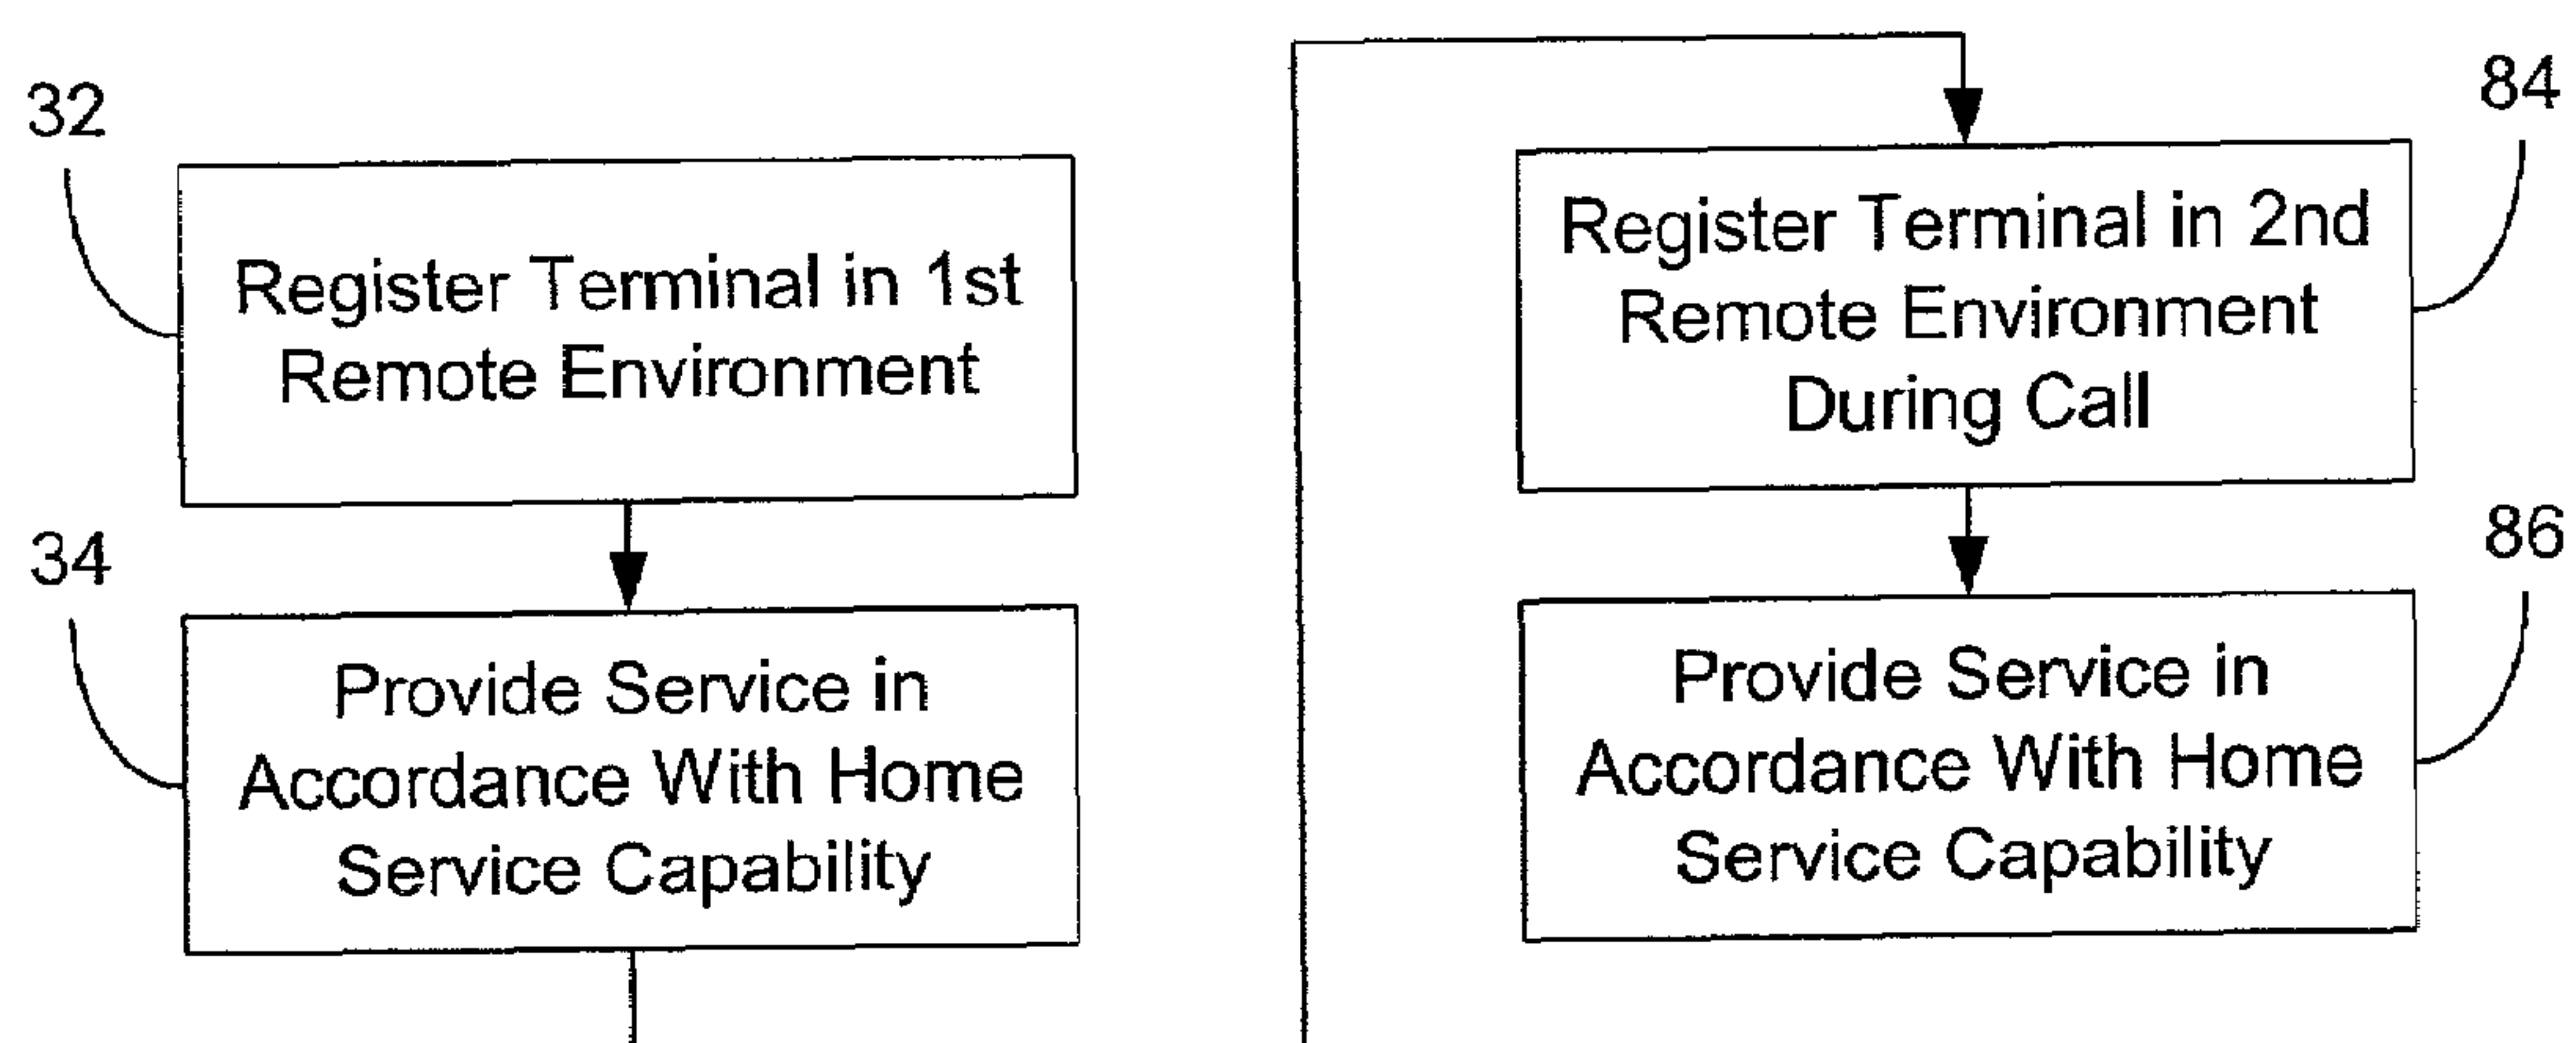 32
Register Terminal in 1st
Remote Environment
34
Provide Service in
Accordance With Home
Service Capability
84
Register Terminal in 2nd
Remote Environment
During Call
86
Provide Service in
Accordance With Home
Service Capability